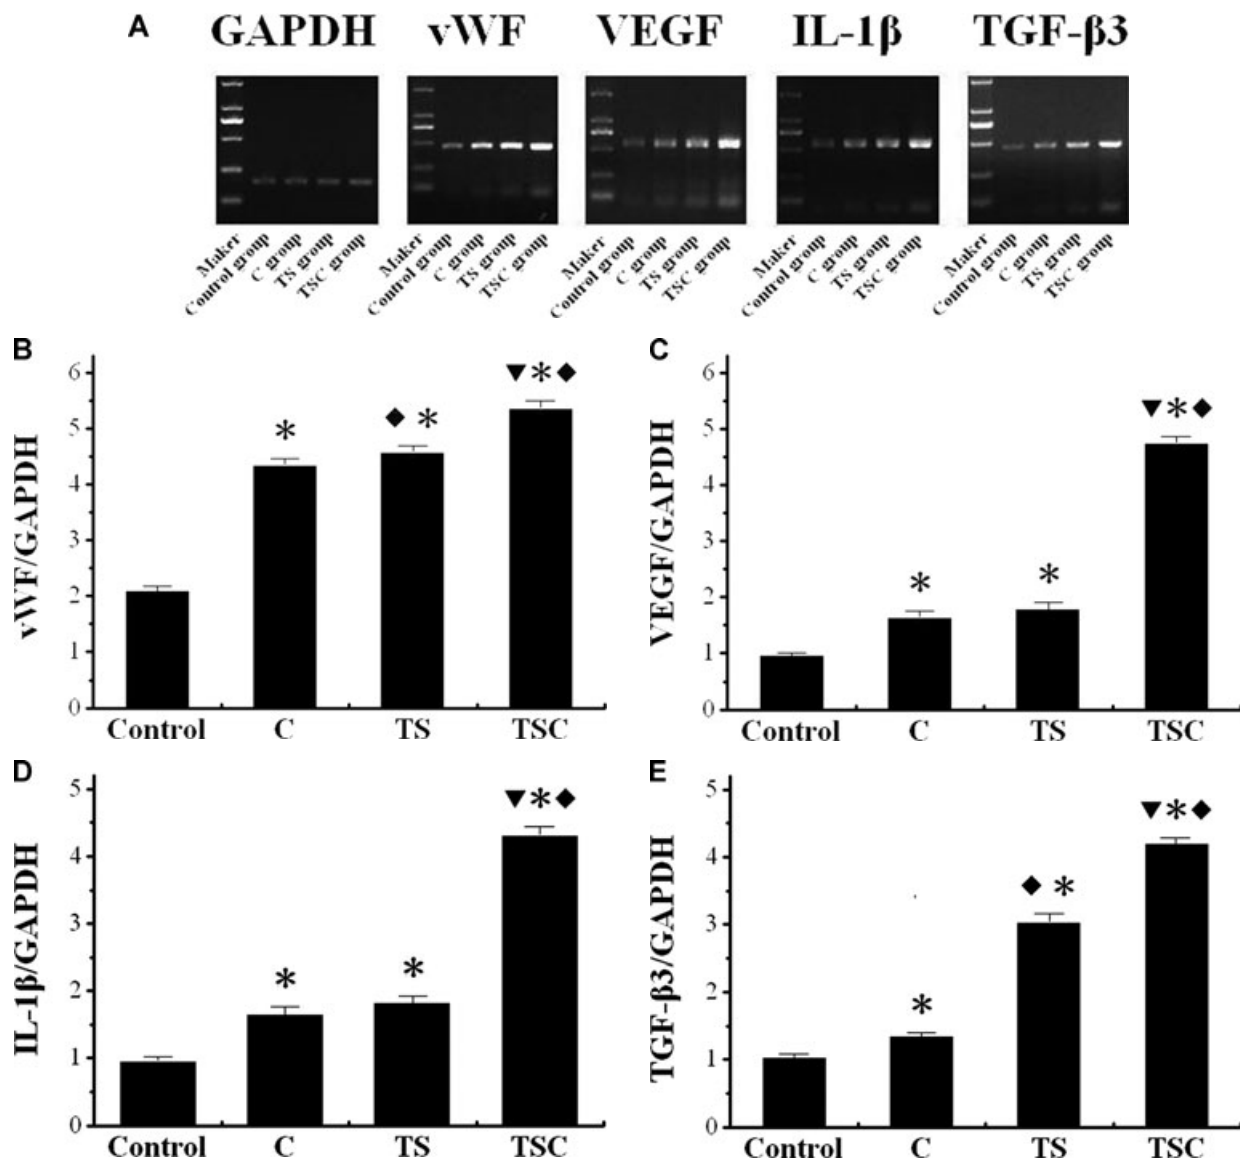 A GAPDH vWF VEGF IL-1β TGF-β3
Maker Control group C group TS group TSC group Maker Control group C group TS group TSC group Maker Control group C group TS group TSC group Maker Control group C group TS group TSC group Maker Control group C group TS group TSC group
B
vWF/GAPDH
6
5
4
3
2
1
0
▼*◆
◆ *
*
Control C TS TSC
C
VEGF/GAPDH
6
5
4
3
2
1
0
▼*◆
*
*
Control C TS TSC
D
IL-1β/GAPDH
5
4
3
2
1
0
▼*◆
*
*
Control C TS TSC
E
TGF-β3/GAPDH
5
4
3
2
1
0
▼*◆
◆ *
*
Control C TS TSC